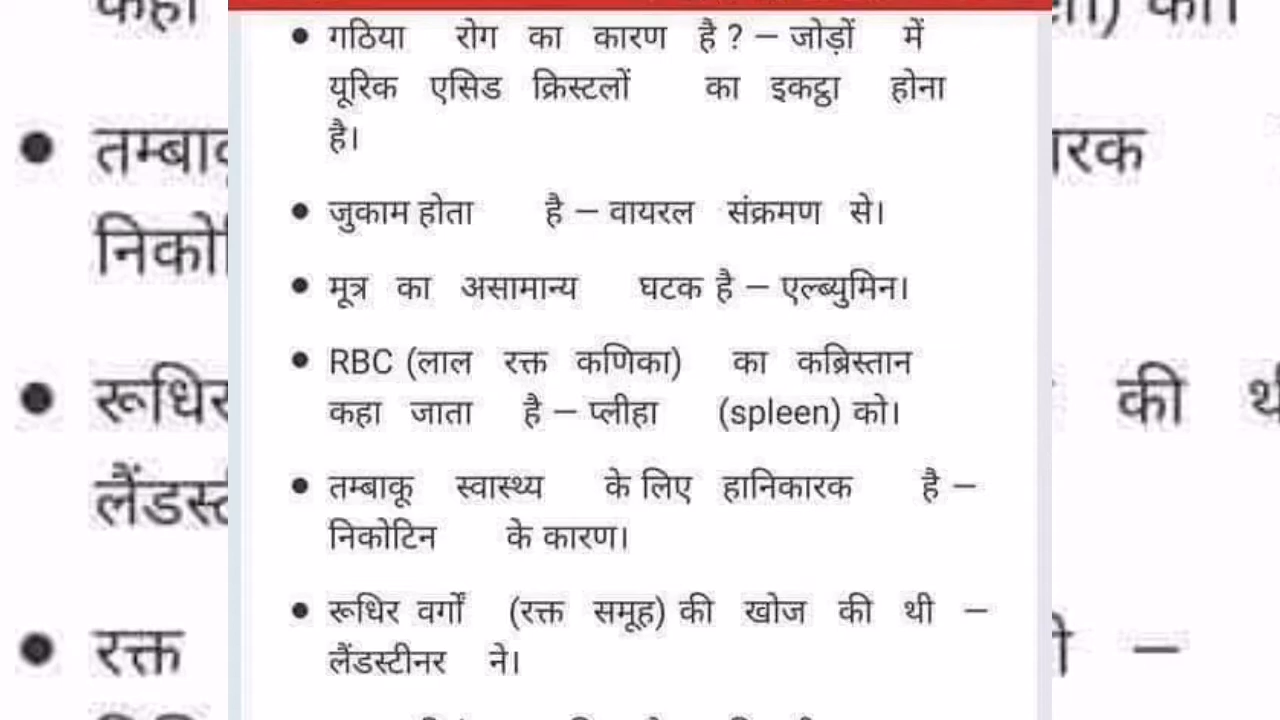 गठिया रोग का कारण है ? – जोड़ों में
यूरिक एसिड क्रिस्टलों का इकट्ठा होना
है।
जुकाम होता है – वायरल संक्रमण से।
मूत्र का असामान्य घटक है – एल्ब्युमिन।
RBC (लाल रक्त कणिका) का कब्रिस्तान
कहा जाता है – प्लीहा (spleen) को।
तम्बाकू स्वास्थ्य के लिए हानिकारक है –
निकोटिन के कारण।
रूधिर वर्गों (रक्त समूह) की खोज की थी –
लैंडस्टीनर ने।